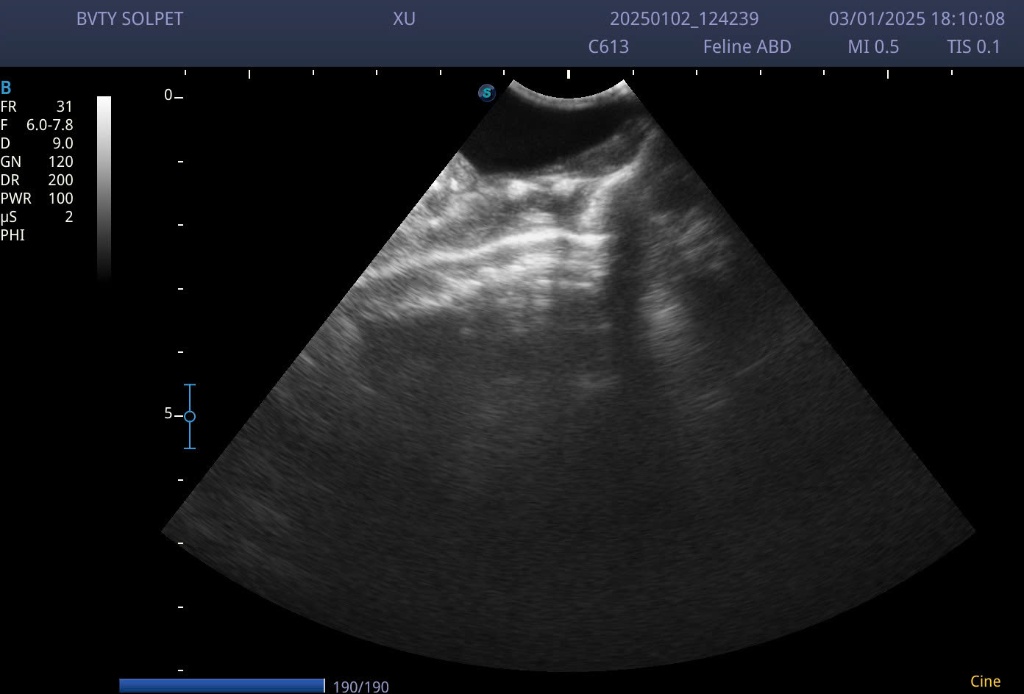 BVTY SOLPET XU 20250102_124239 03/01/2025 18:10:08
C613 Feline ABD MI 0.5 TIS 0.1
B
FR 31
F 6.0-7.8
D 9.0
GN 120
DR 200
PWR 100
µS 2
PHI
0
S
5
190/190
Cine